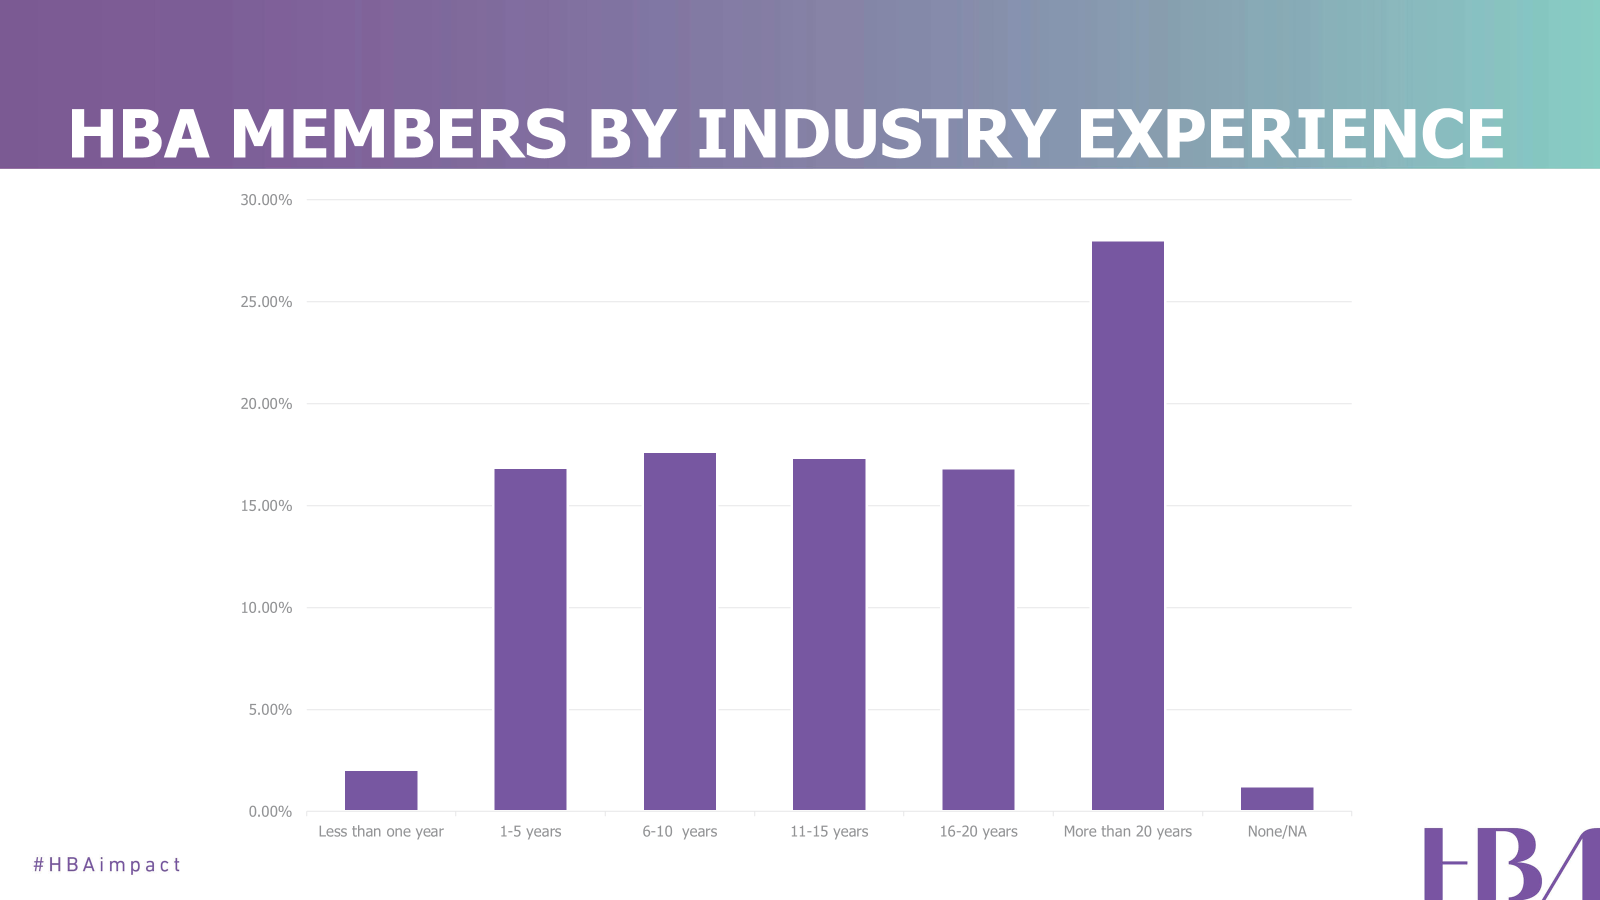 HBA MEMBERS BY INDUSTRY EXPERIENCE
30.00%
25.00%
20.00%
15.00%
10.00%
5.00%
0.00%
Less than one year
1-5 years
6-10  years
11-15 years
16-20 years
More than 20 years
None/NA
#HBAimpact
HBA